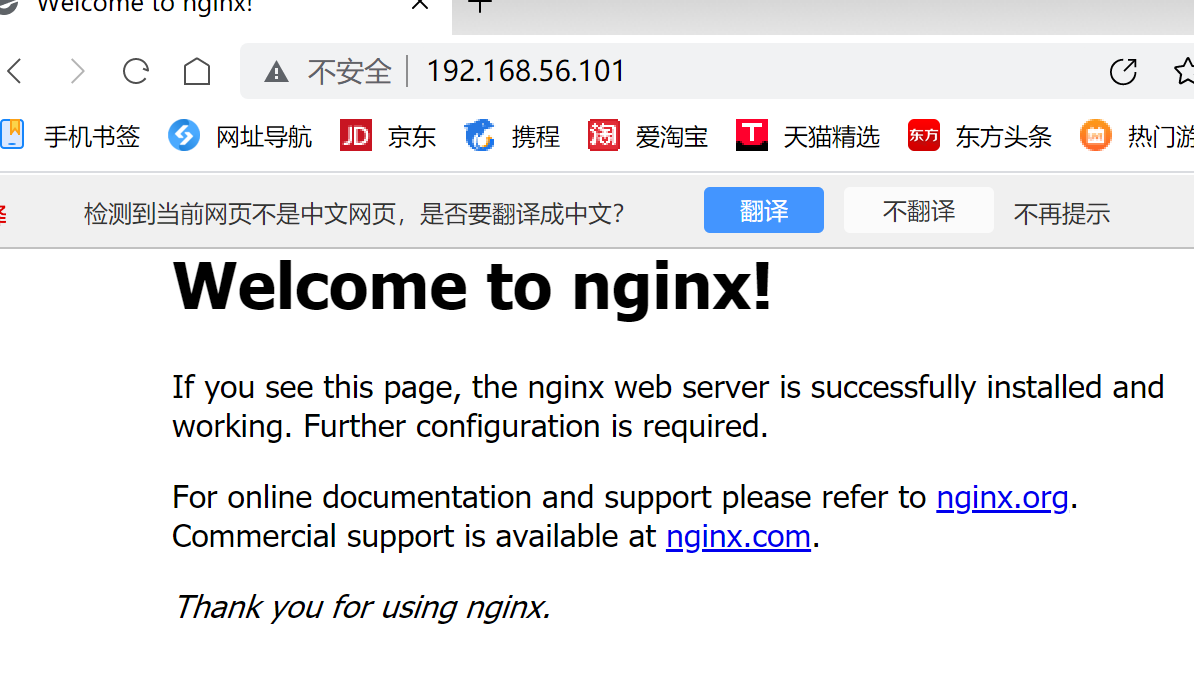 Welcome to nginx!
不安全 192.168.56.101
手机书签 网址导航 JD 京东 携程 淘 爱淘宝 T 天猫精选 东方 东方头条 热门游
检测到当前网页不是中文网页，是否要翻译成中文？ 翻译 不翻译 不再提示
Welcome to nginx!
If you see this page, the nginx web server is successfully installed and
working. Further configuration is required.
For online documentation and support please refer to nginx.org.
Commercial support is available at nginx.com.
Thank you for using nginx.